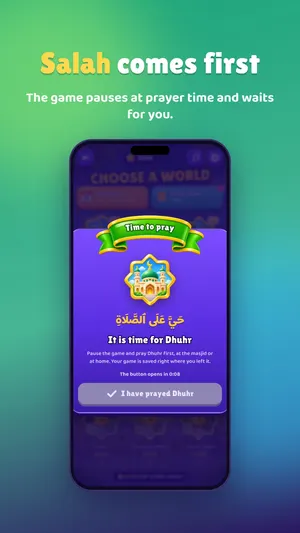 Salah comes first
The game pauses at prayer time and waits
for you.
CHOOSE A WORLD
Time to pray
حَيَّ عَلَى ٱلصَّلَاةِ
It is time for Dhuhr
Pause the game and pray Dhuhr first, at the masjid or
at home. Your game is saved right where you left it.
The button opens in 0:08
I have prayed Dhuhr